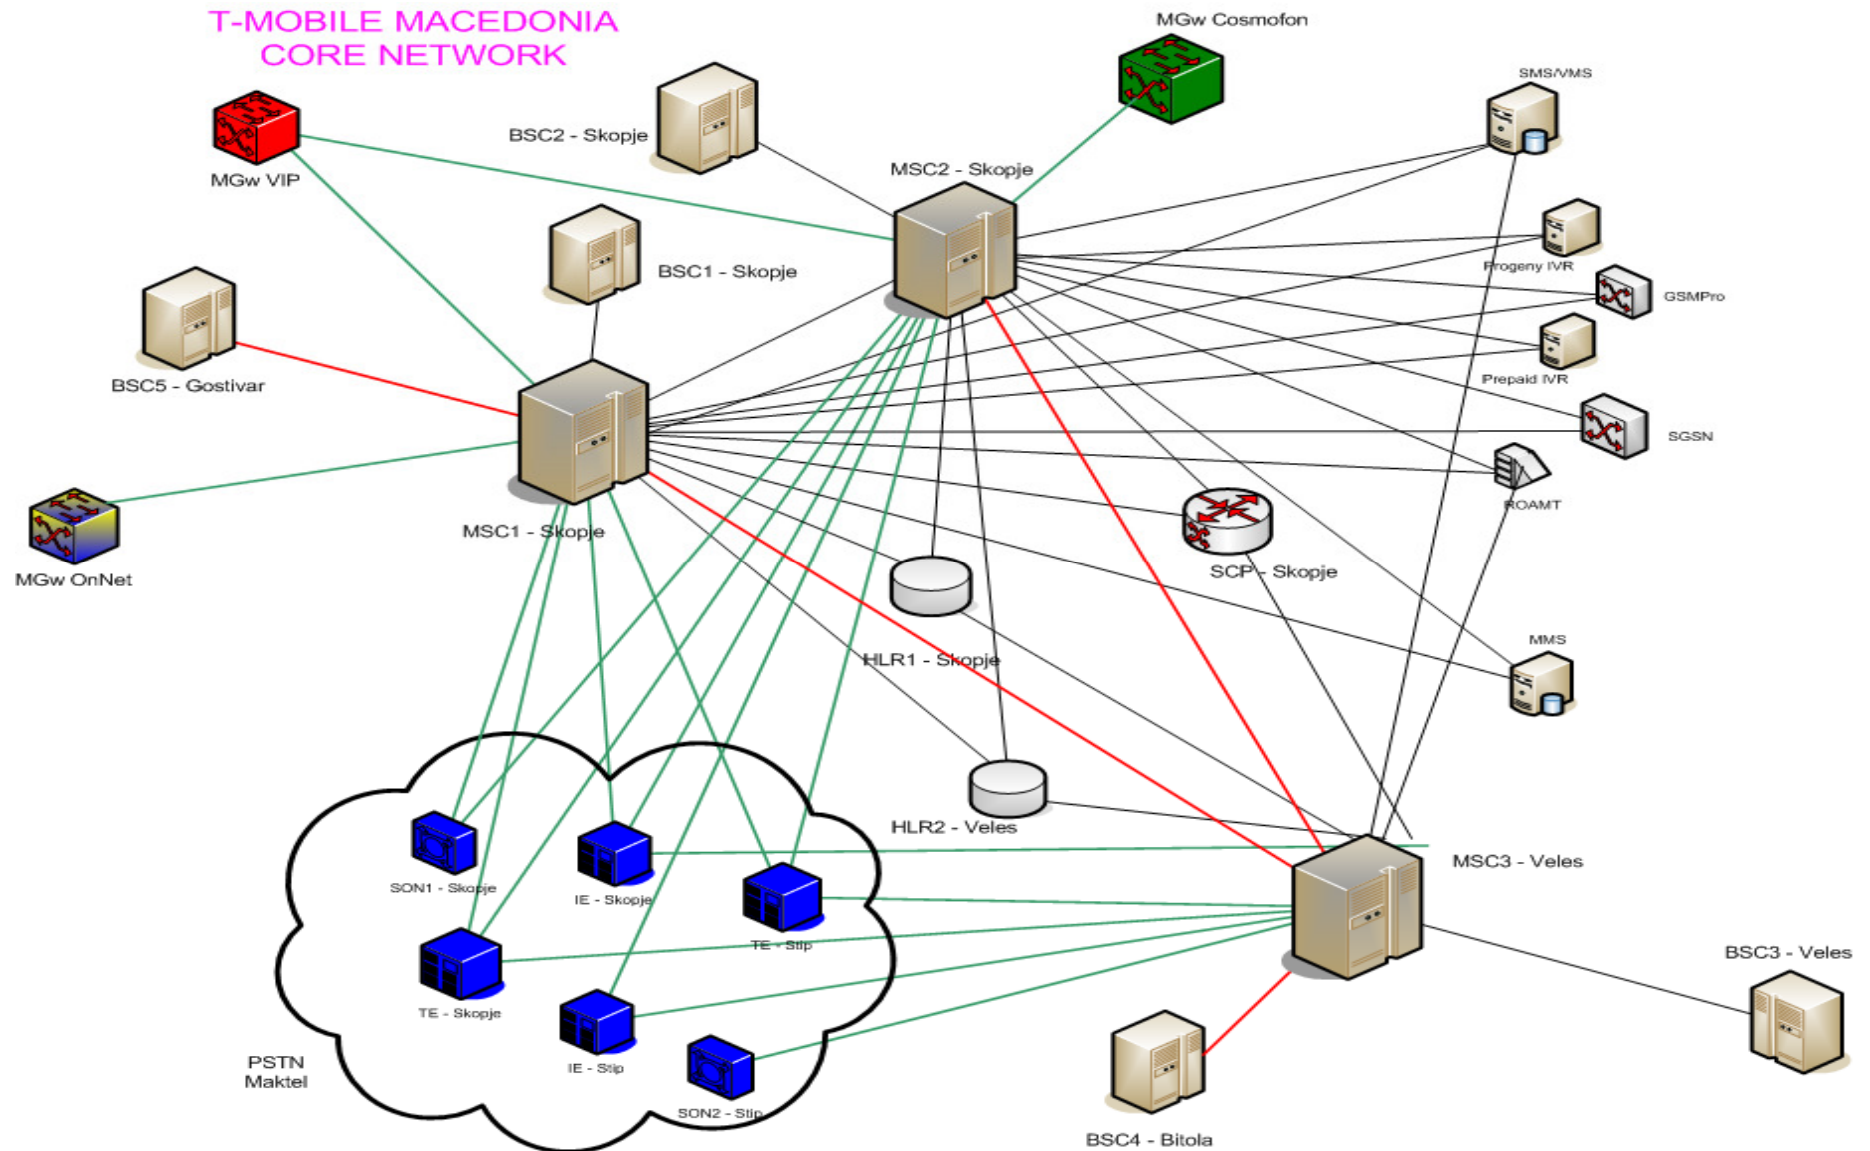 T-MOBILE MACEDONIA
CORE NETWORK
MGw Cosmofon
SMS/VMS
BSC2 - Skopje
MSC2 - Skopje
MGw VIP
BSC1 - Skopje
Progeny IVR
GSMPro
BSC5 - Gostivar
Prepaid IVR
SGSN
ROAMT
MSC1 - Skopje
MGw OnNet
SCP - Skopje
HLR1 - Skopje
MMS
HLR2 - Veles
MSC3 - Veles
SON1 - Skopje
IE - Skopje
TE - Stip
BSC3 - Veles
TE - Skopje
IE - Stip
PSTN
Maktel
SON2 - Stip
BSC4 - Bitola